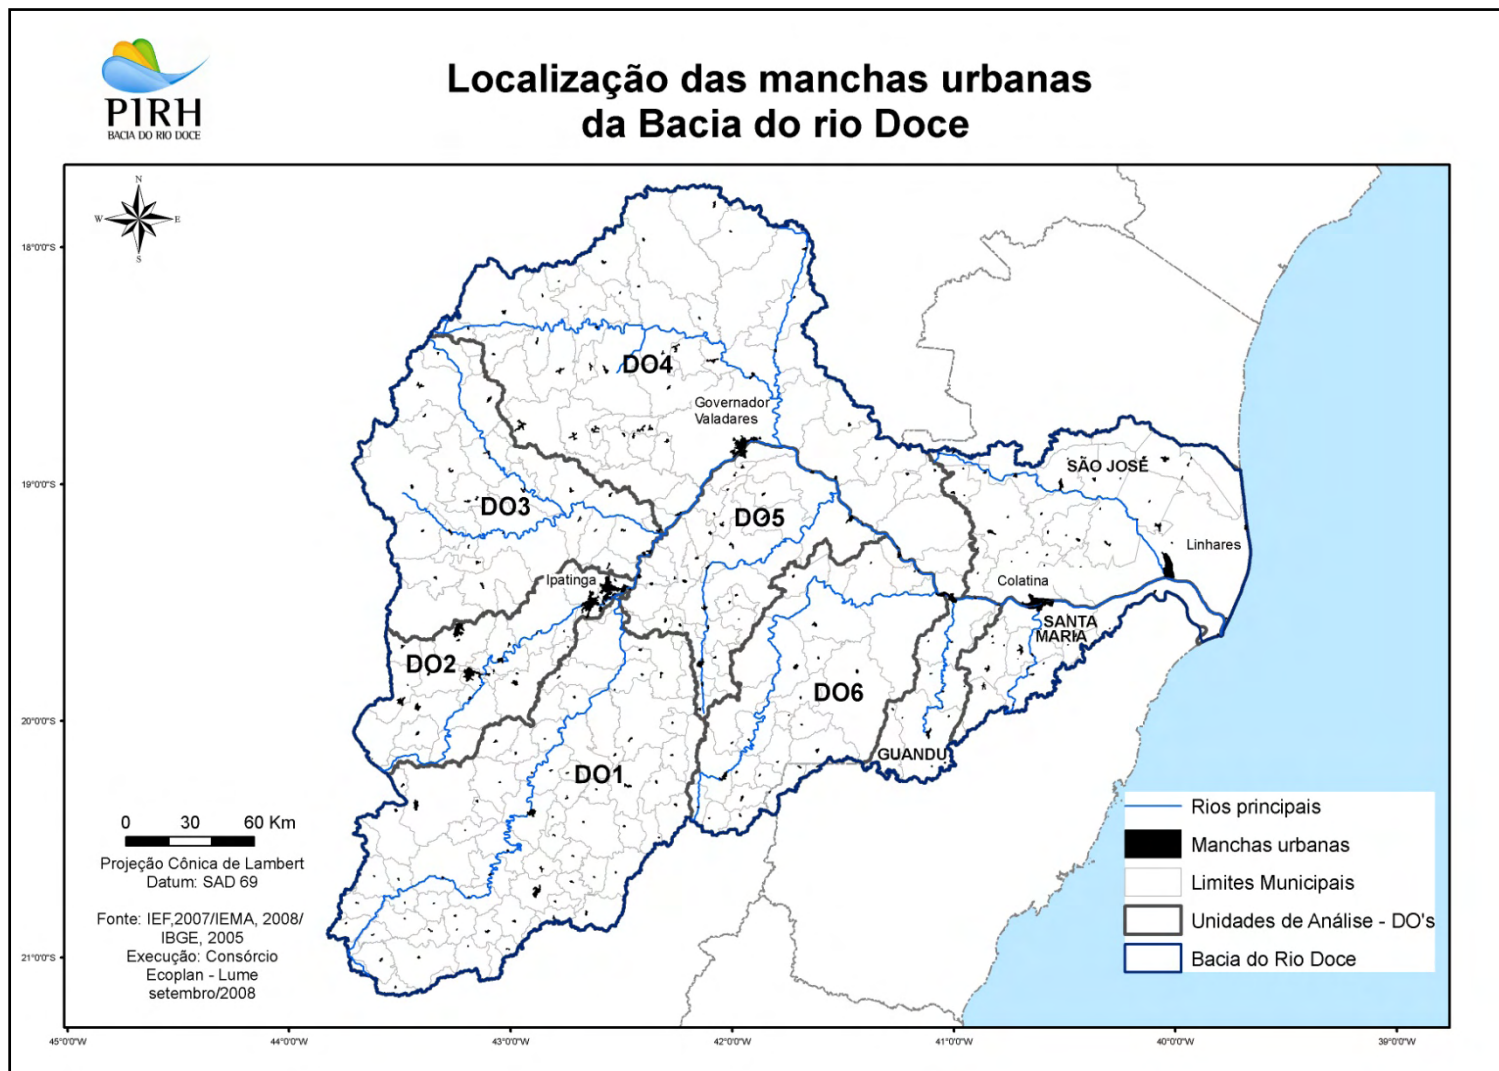 PIRH
BACIA DO RIO DOCE
Localização das manchas urbanas
da Bacia do rio Doce
N
W
E
S
18°0'0"S
19°0'0"S
20°0'0"S
21°0'0"S
DO4
Governador
Valadares
SÃO JOSÉ
DO3
DO5
Linhares
Ipatinga
Colatina
SANTA
MARIA
DO2
DO6
GUANDU
DO1
0 30 60 Km
Projeção Cônica de Lambert
Datum: SAD 69
Fonte: IEF,2007/IEMA, 2008/
IBGE, 2005
Execução: Consórcio
Ecoplan - Lume
setembro/2008
Rios principais
Manchas urbanas
Limites Municipais
Unidades de Análise - DO's
Bacia do Rio Doce
45°0'0"W
44°0'0"W
43°0'0"W
42°0'0"W
41°0'0"W
40°0'0"W
39°0'0"W